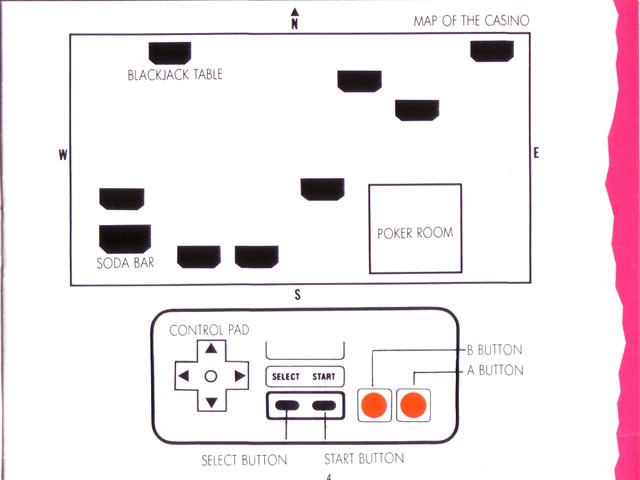 N
MAP OF THE CASINO
BLACKJACK TABLE
W
E
POKER ROOM
SODA BAR
S
CONTROL PAD
B BUTTON
A BUTTON
SELECT START
SELECT BUTTON START BUTTON
4